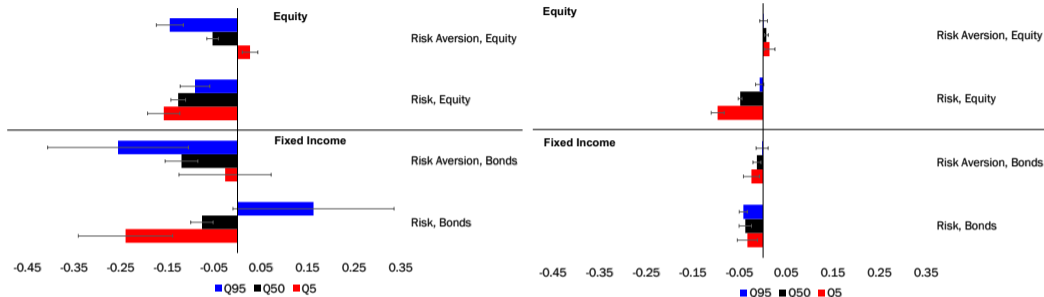 Equity
Risk Aversion, Equity
Risk, Equity
Fixed Income
Risk Aversion, Bonds
Risk, Bonds
-0.45 -0.35 -0.25 -0.15 -0.05 0.05 0.15 0.25 0.35
Q95 Q50 Q5
Equity
Risk Aversion, Equity
Risk, Equity
Fixed Income
Risk Aversion, Bonds
Risk, Bonds
-0.45 -0.35 -0.25 -0.15 -0.05 0.05 0.15 0.25 0.35
O95 O50 O5